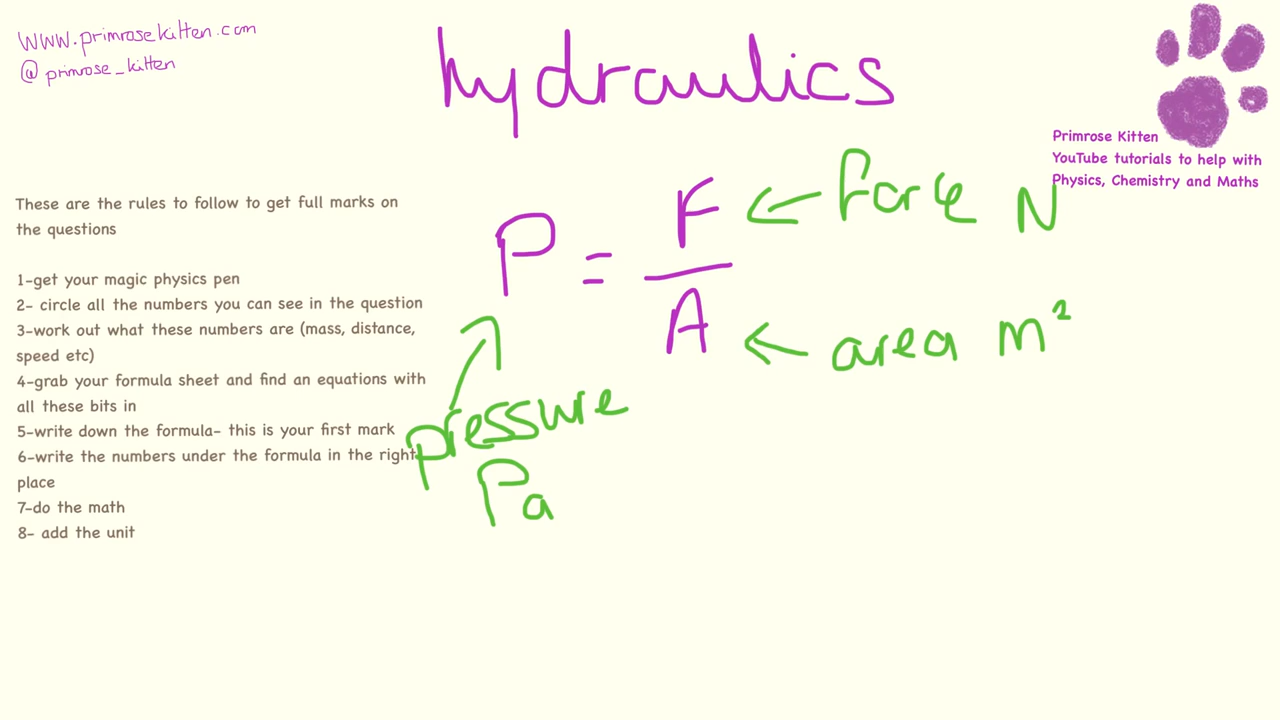 www.primrosekitten.com
@primrose_kitten
hydraulics
Primrose Kitten
YouTube tutorials to help with
Physics, Chemistry and Maths
These are the rules to follow to get full marks on
the questions
1-get your magic physics pen
2- circle all the numbers you can see in the question
3-work out what these numbers are (mass, distance,
speed etc)
4-grab your formula sheet and find an equations with
all these bits in
5-write down the formula- this is your first mark
6-write the numbers under the formula in the right
place
7-do the math
8- add the unit
P = F/A
← force N
← area m²
pressure
Pa